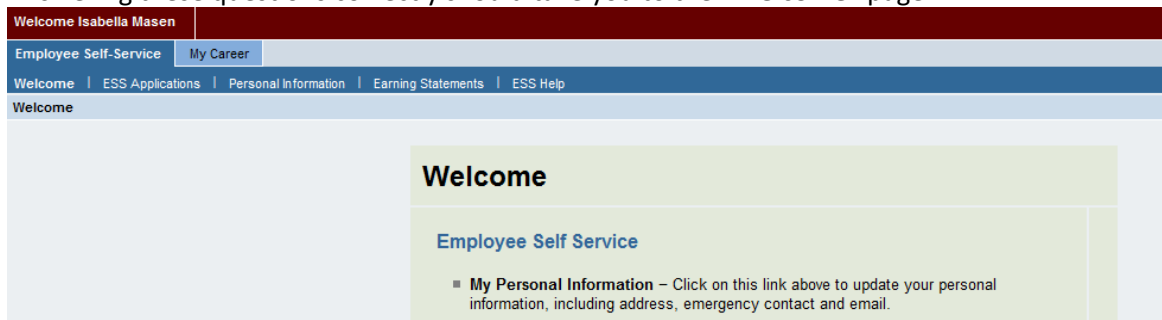 Welcome Isabella Masen
Employee Self-Service My Career
Welcome | ESS Applications | Personal Information | Earning Statements | ESS Help
Welcome
Welcome
Employee Self Service
My Personal Information – Click on this link above to update your personal
information, including address, emergency contact and email.